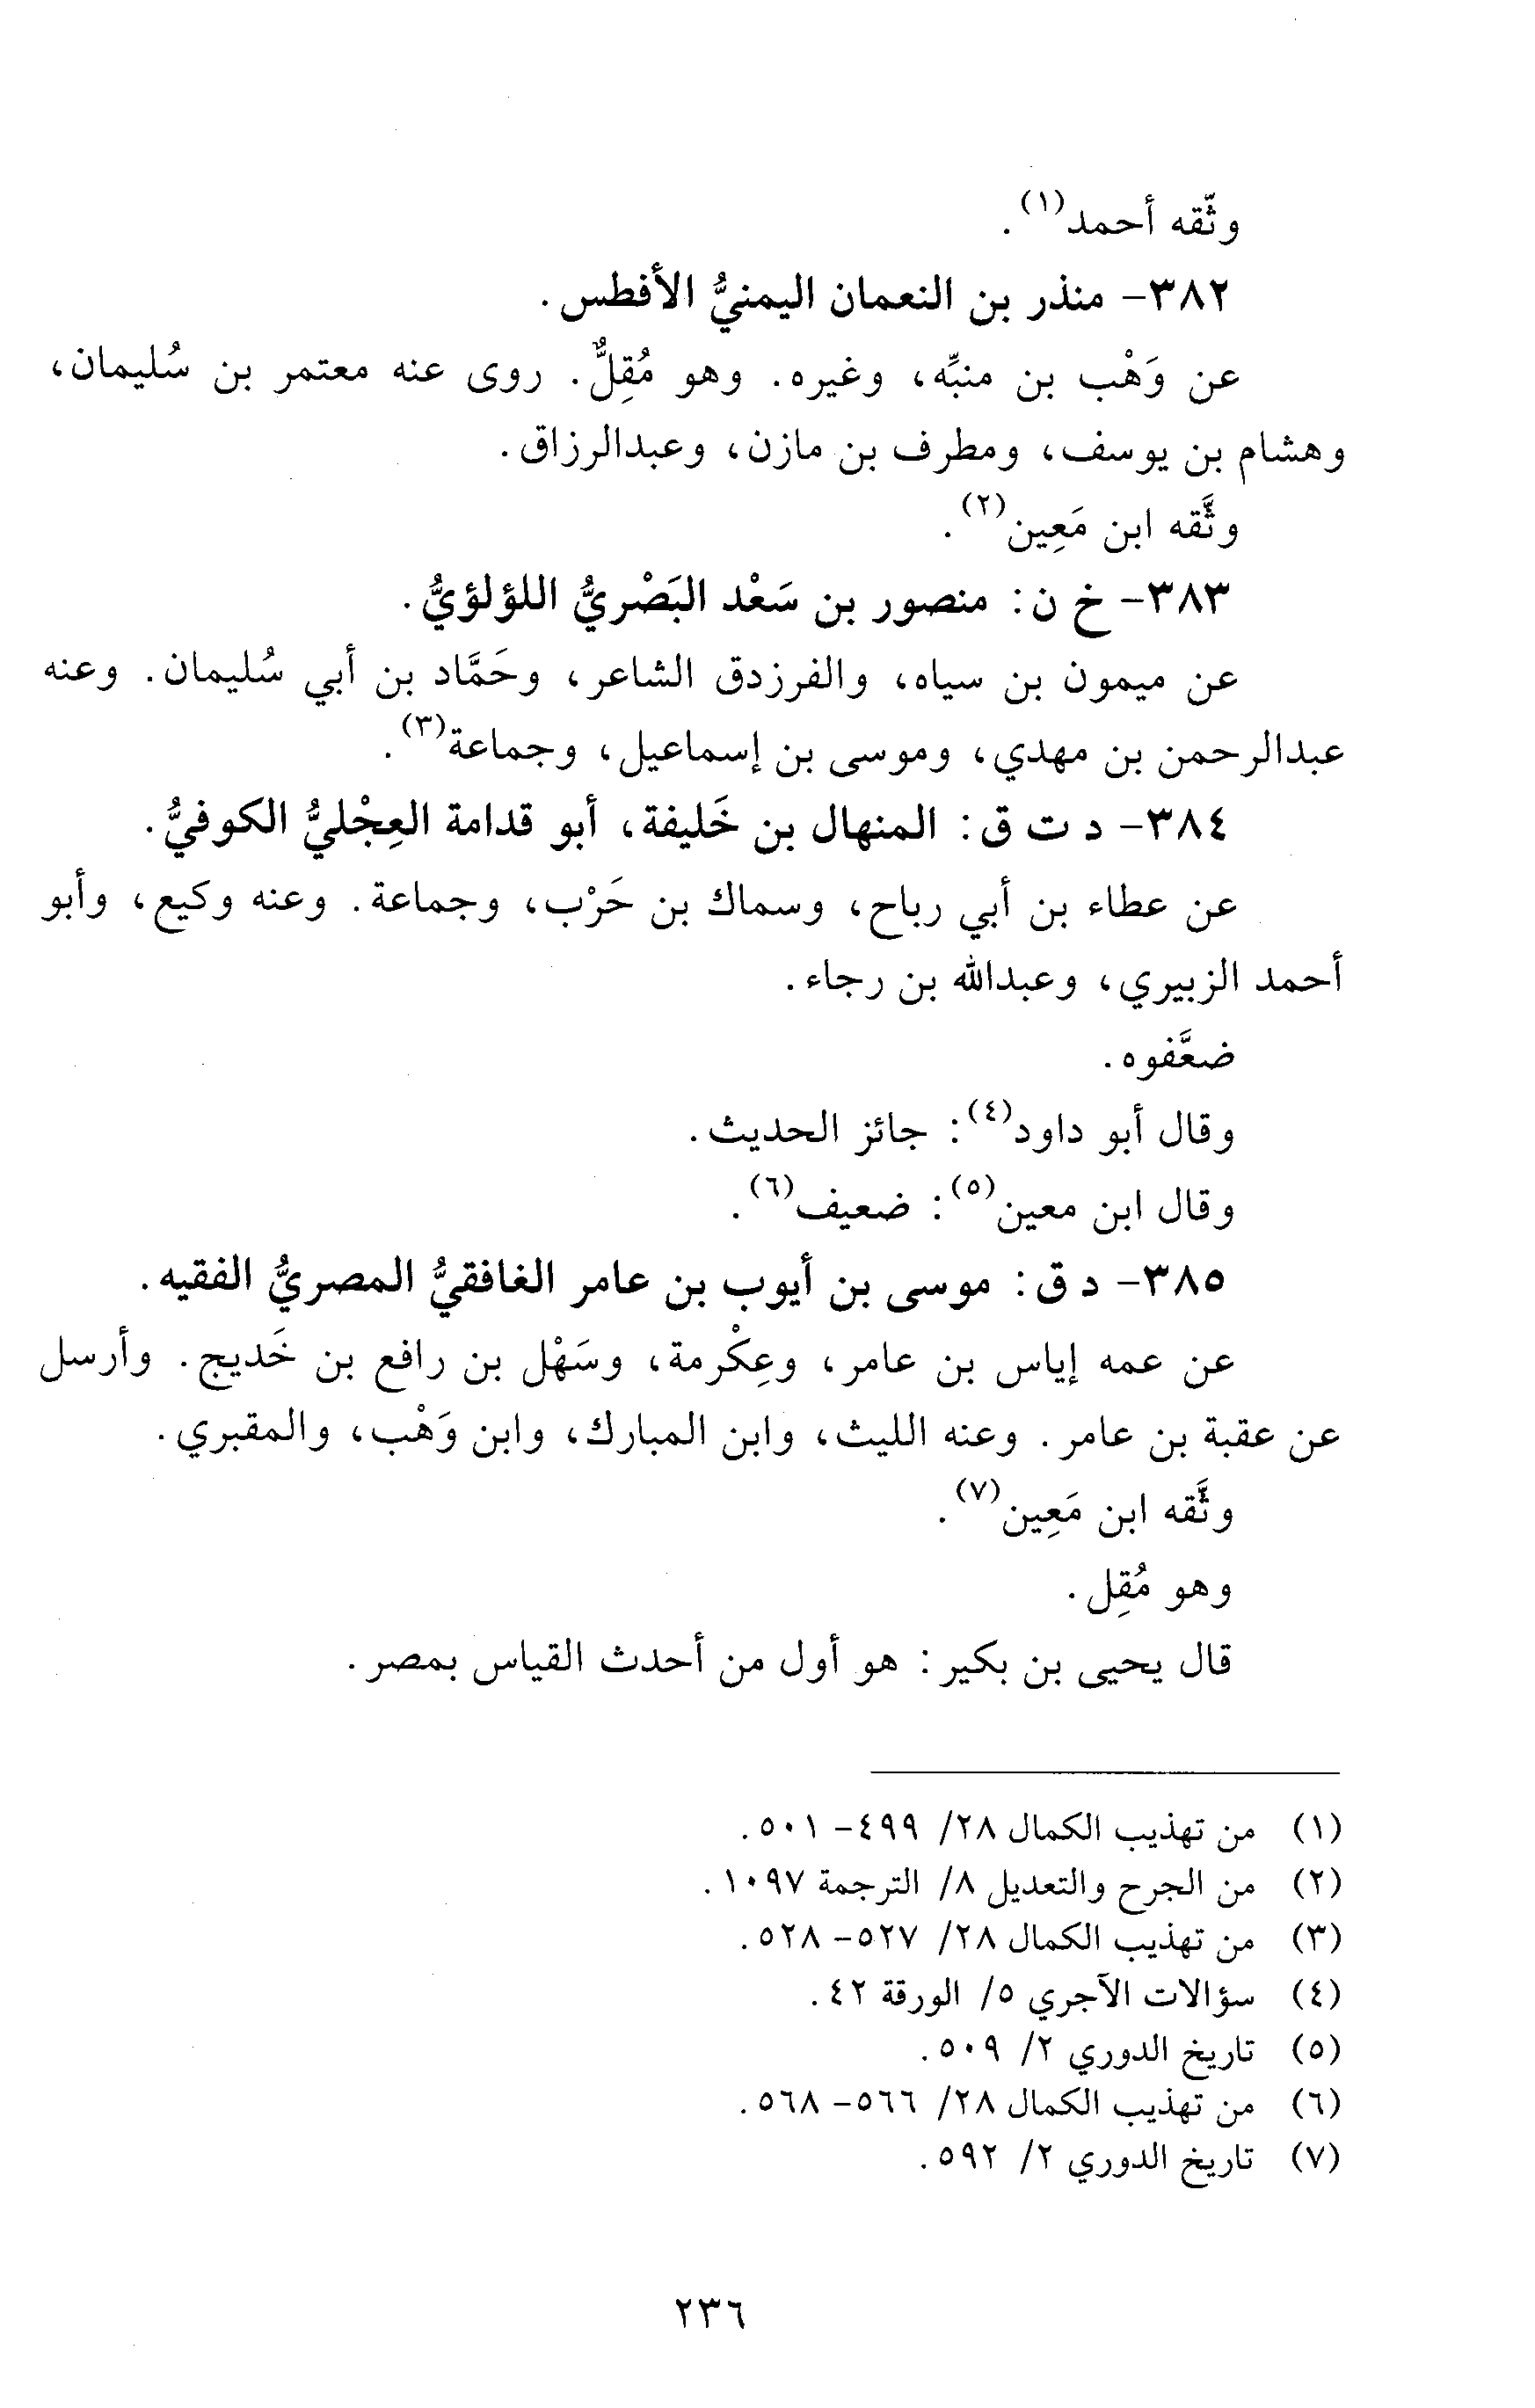 وثّقه أحمد(١).
٣٨٢- منذر بن النعمان اليمنيُّ الأفطس.
عن وَهْب بن منبِّه، وغيره. وهو مُقِلٌّ. روى عنه معتمر بن سُليمان،
وهشام بن يوسف، ومطرف بن مازن، وعبدالرزاق.
وثَّقه ابن مَعِين(٢).
٣٨٣- خ ن: منصور بن سَعْد البَصْريُّ اللؤلؤيُّ.
عن ميمون بن سياه، والفرزدق الشاعر، وحَمَّاد بن أبي سُليمان. وعنه
عبدالرحمن بن مهدي، وموسى بن إسماعيل، وجماعة(٣).
٣٨٤- د ت ق: المنهال بن خَليفة، أبو قدامة العِجْليُّ الكوفيُّ.
عن عطاء بن أبي رباح، وسماك بن حَرْب، وجماعة. وعنه وكيع، وأبو
أحمد الزبيري، وعبدالله بن رجاء.
ضعَّفوه.
وقال أبو داود(٤): جائز الحديث.
وقال ابن معين(٥): ضعيف(٦).
٣٨٥- د ق: موسى بن أيوب بن عامر الغافقيُّ المصريُّ الفقيه.
عن عمه إياس بن عامر، وعِكْرمة، وسَهْل بن رافع بن خَديج. وأرسل
عن عقبة بن عامر. وعنه الليث، وابن المبارك، وابن وَهْب، والمقبري.
وثَّقه ابن مَعِين(٧).
وهو مُقِل.
قال يحيى بن بكير: هو أول من أحدث القياس بمصر.
(١) من تهذيب الكمال ٢٨/ ٤٩٩- ٥٠١.
(٢) من الجرح والتعديل ٨/ الترجمة ١٠٩٧.
(٣) من تهذيب الكمال ٢٨/ ٥٢٧- ٥٢٨.
(٤) سؤالات الآجري ٥/ الورقة ٤٢.
(٥) تاريخ الدوري ٢/ ٥٠٩.
(٦) من تهذيب الكمال ٢٨/ ٥٦٦- ٥٦٨.
(٧) تاريخ الدوري ٢/ ٥٩٢.
٢٣٦